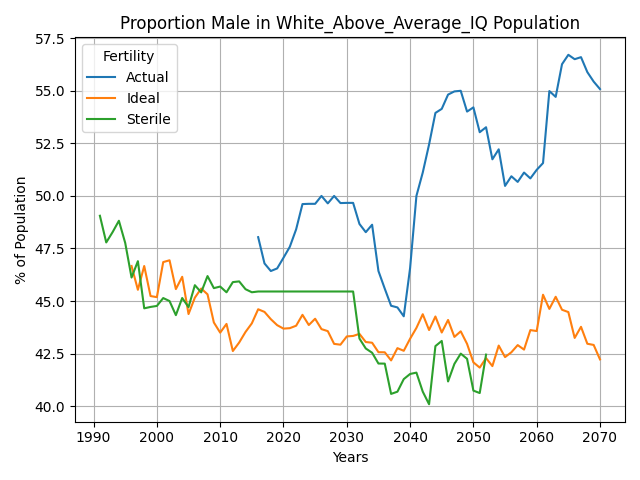 Proportion Male in White_Above_Average_IQ Population
57.5
55.0
52.5
50.0
47.5
45.0
42.5
40.0
% of Population
Fertility
Actual
Ideal
Sterile
1990 2000 2010 2020 2030 2040 2050 2060 2070
Years